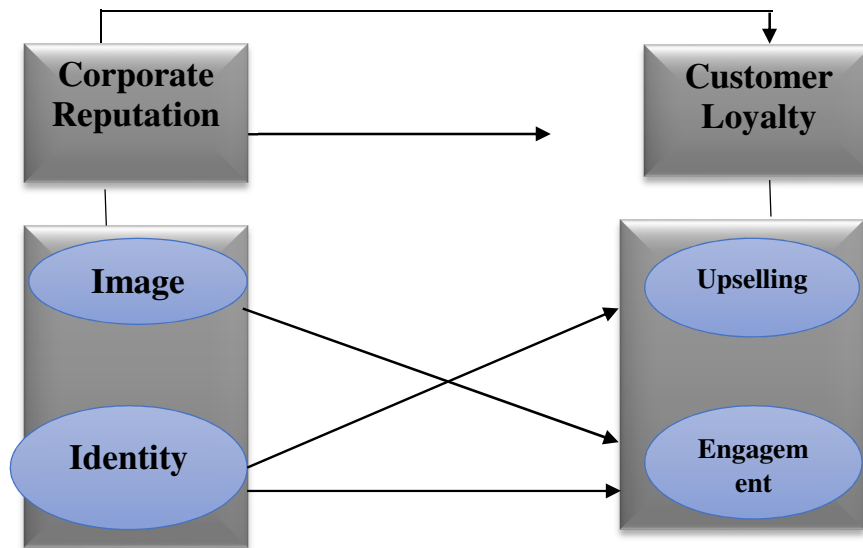 Corporate
Reputation
Customer
Loyalty
Image
Upselling
Identity
Engagem
ent